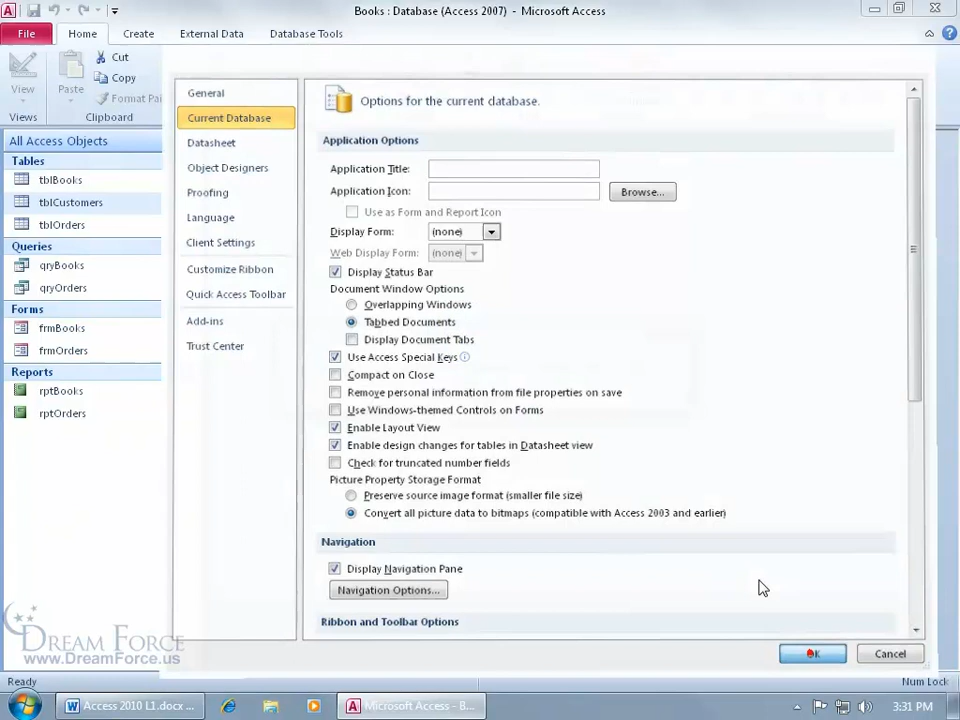 Books : Database (Access 2007) - Microsoft Access
File
Home
Create
External Data
Database Tools
View
Paste
Cut
Copy
Format Pai
Views
Clipboard
All Access Objects
Tables
tblBooks
tblCustomers
tblOrders
Queries
qryBooks
qryOrders
Forms
frmBooks
frmOrders
Reports
rptBooks
rptOrders
General
Current Database
Datasheet
Object Designers
Proofing
Language
Client Settings
Customize Ribbon
Quick Access Toolbar
Add-ins
Trust Center
Options for the current database.
Application Options
Application Title:
Application Icon:
Browse...
Use as Form and Report Icon
Display Form: (none)
Web Display Form: (none)
Display Status Bar
Document Window Options
Overlapping Windows
Tabbed Documents
Display Document Tabs
Use Access Special Keys
Compact on Close
Remove personal information from file properties on save
Use Windows-themed Controls on Forms
Enable Layout View
Enable design changes for tables in Datasheet view
Check for truncated number fields
Picture Property Storage Format
Preserve source image format (smaller file size)
Convert all picture data to bitmaps (compatible with Access 2003 and earlier)
Navigation
Display Navigation Pane
Navigation Options...
Ribbon and Toolbar Options
OK
Cancel
DREAM FORCE
www.DreamForce.us
Ready
Num Lock
Access 2010 L1.docx ...
Microsoft Access - B...
3:31 PM